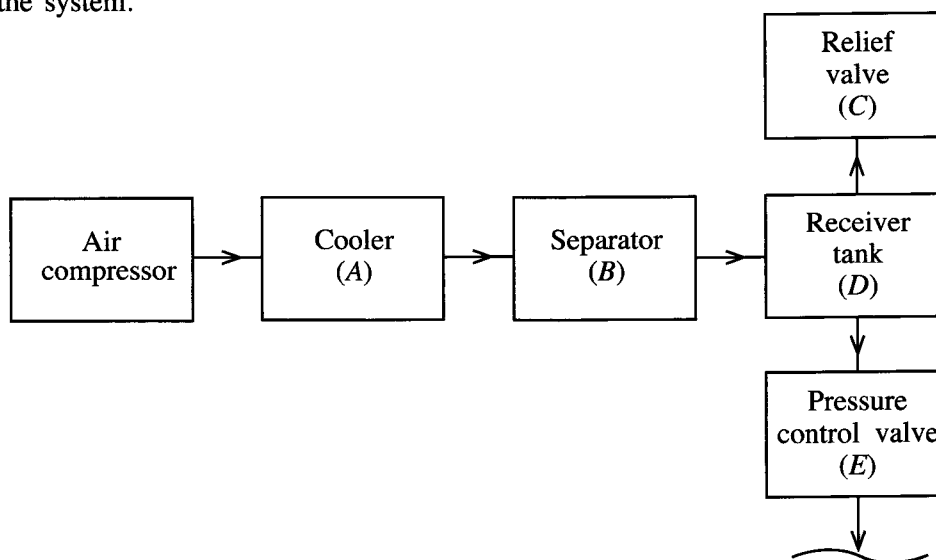 the system.
Relief
valve
(C)
Air
compressor
Cooler
(A)
Separator
(B)
Receiver
tank
(D)
Pressure
control valve
(E)